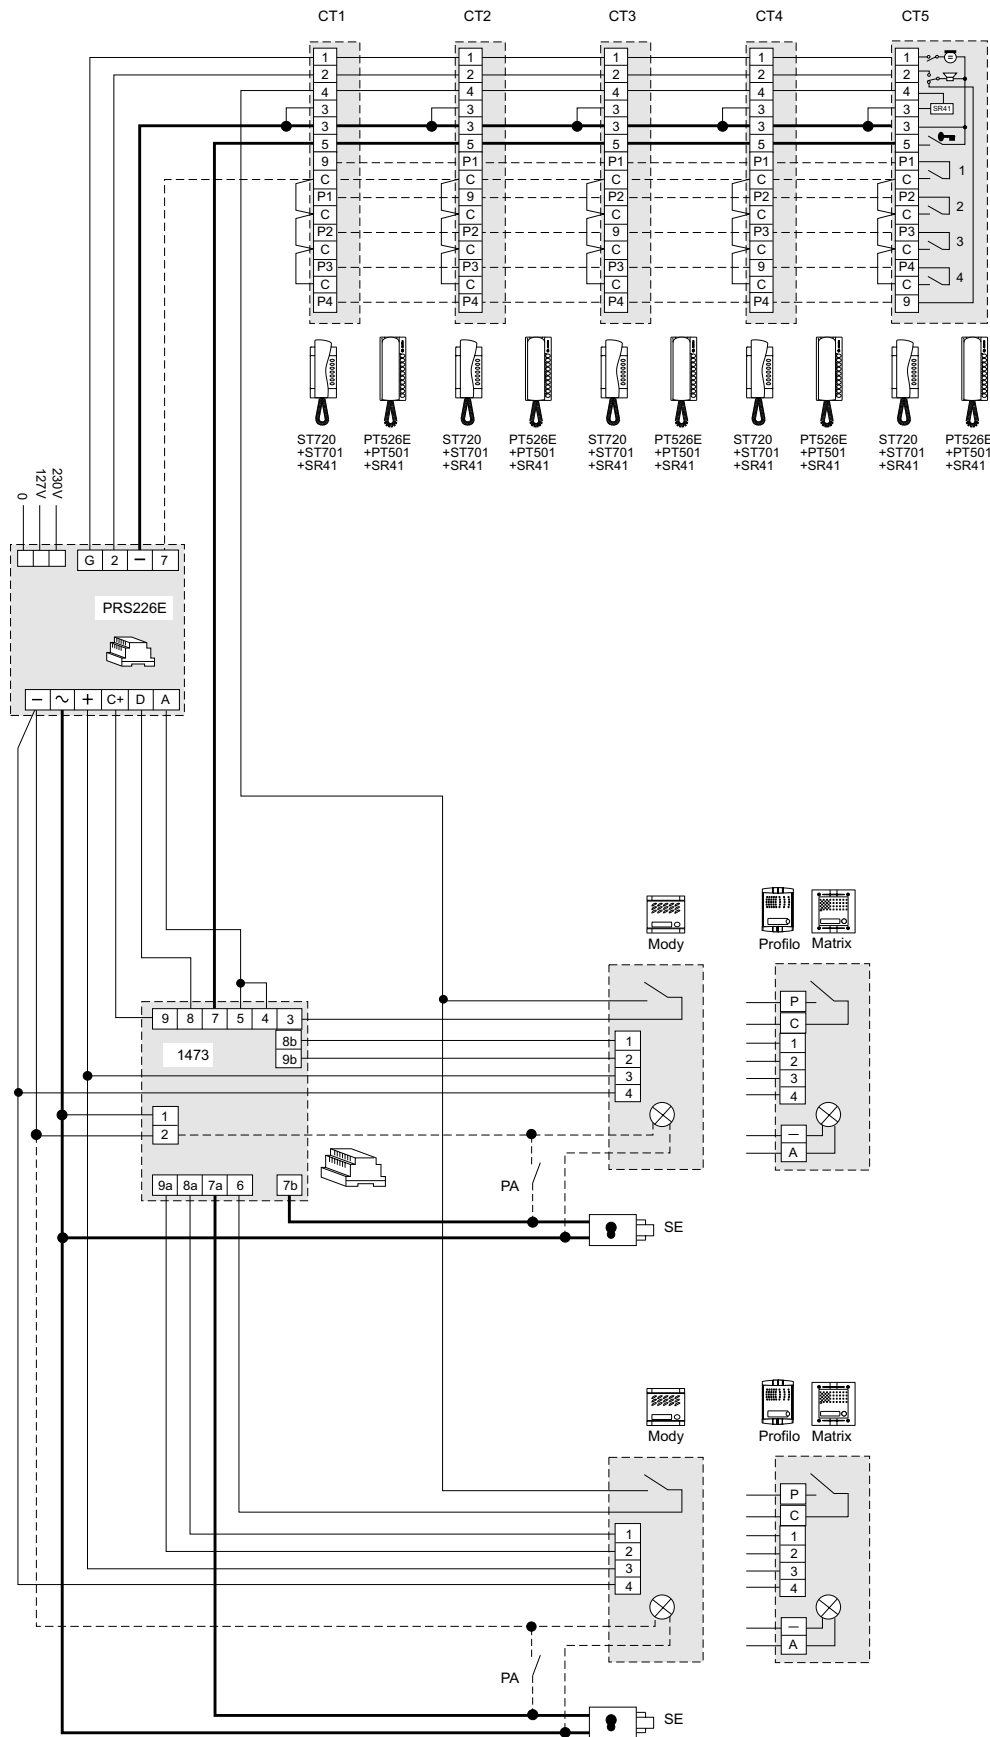 CT1 CT2 CT3 CT4 CT5
1 1 1 1 1
2 2 2 2 2
4 4 4 4 4
3 3 3 3 3 SR41
3 3 3 3 3
5 5 5 5 5
9 P1 P1 P1 P1 1
C C C C C
P1 9 P2 P2 P2 2
C C C C C
P2 P2 9 P3 P3 3
C C C C C
P3 P3 P3 9 P4 4
C C C C C
P4 P4 P4 P4 9
ST720 PT526E ST720 PT526E ST720 PT526E ST720 PT526E ST720 PT526E
+ST701 +PT501 +ST701 +PT501 +ST701 +PT501 +ST701 +PT501 +ST701 +PT501
+SR41 +SR41 +SR41 +SR41 +SR41 +SR41 +SR41 +SR41 +SR41 +SR41
0 127V 230V
G 2 – 7
PRS226E
– ~ + C+ D A
Mody Profilo Matrix
9 8 7 5 4 3
8b
9b
1473
1
2
9a 8a 7a 6 7b
1
2
3
4
P
C
1
2
3
4
–
A
PA
SE
Mody Profilo Matrix
1
2
3
4
P
C
1
2
3
4
–
A
PA
SE